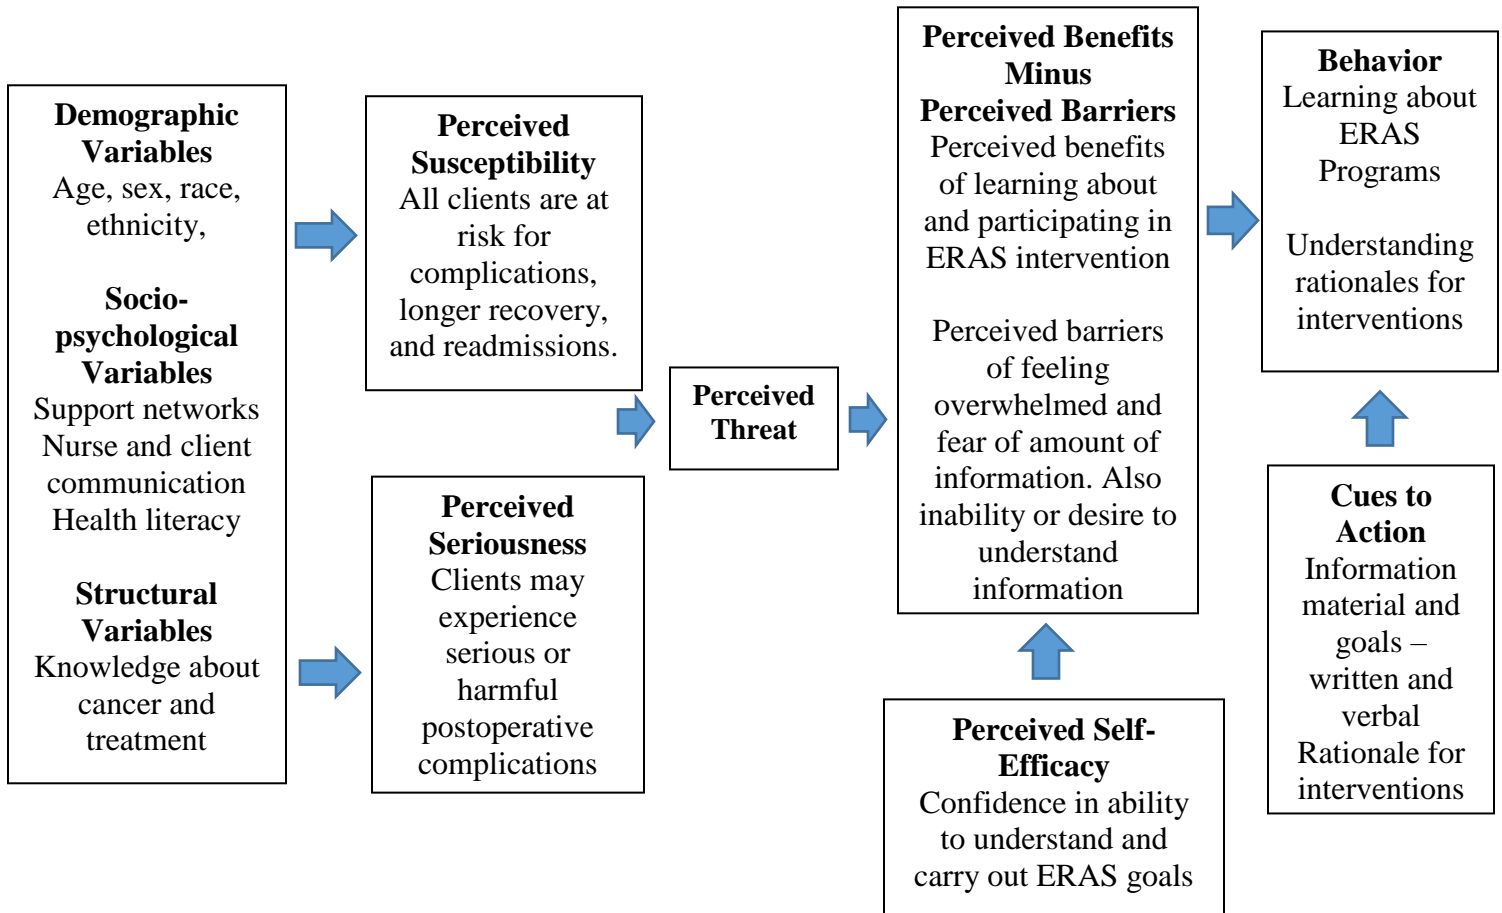 Demographic
Variables
Age, sex, race,
ethnicity,
Socio-
psychological
Variables
Support networks
Nurse and client
communication
Health literacy
Structural
Variables
Knowledge about
cancer and
treatment
Perceived
Susceptibility
All clients are at
risk for
complications,
longer recovery,
and readmissions.
Perceived
Seriousness
Clients may
experience
serious or
harmful
postoperative
complications
Perceived
Threat
Perceived Benefits
Minus
Perceived Barriers
Perceived benefits
of learning about
and participating in
ERAS intervention
Perceived barriers
of feeling
overwhelmed and
fear of amount of
information. Also
inability or desire to
understand
information
Perceived Self-
Efficacy
Confidence in ability
to understand and
carry out ERAS goals
Behavior
Learning about
ERAS
Programs
Understanding
rationales for
interventions
Cues to
Action
Information
material and
goals –
written and
verbal
Rationale for
interventions